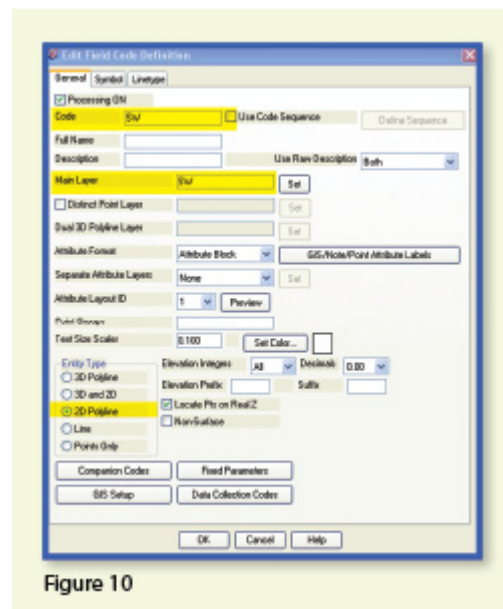 Edit Field Code Definition
General Symbol Linetype
Processing ON
Code SW Use Code Sequence Define Sequence
Full Name
Description Use Raw Description Both
Main Layer SW Set
Distinct Point Layer Set
Dual 3D Polyline Layer Set
Attribute Format Attribute Block GIS/Note/Point Attribute Labels
Separate Attribute Layers None Set
Attribute Layout ID 1 Preview
Point Groups
Text Size Scaler 0.100 Set Color...
Entity Type Elevation Integers All Decimals 0.00
3D Polyline Elevation Prefix Suffix
3D and 2D Locate Pts on Real Z
2D Polyline Non-Surface
Line
Points Only
Companion Codes Fixed Parameters
GIS Setup Data Collection Codes
OK Cancel Help
Figure 10